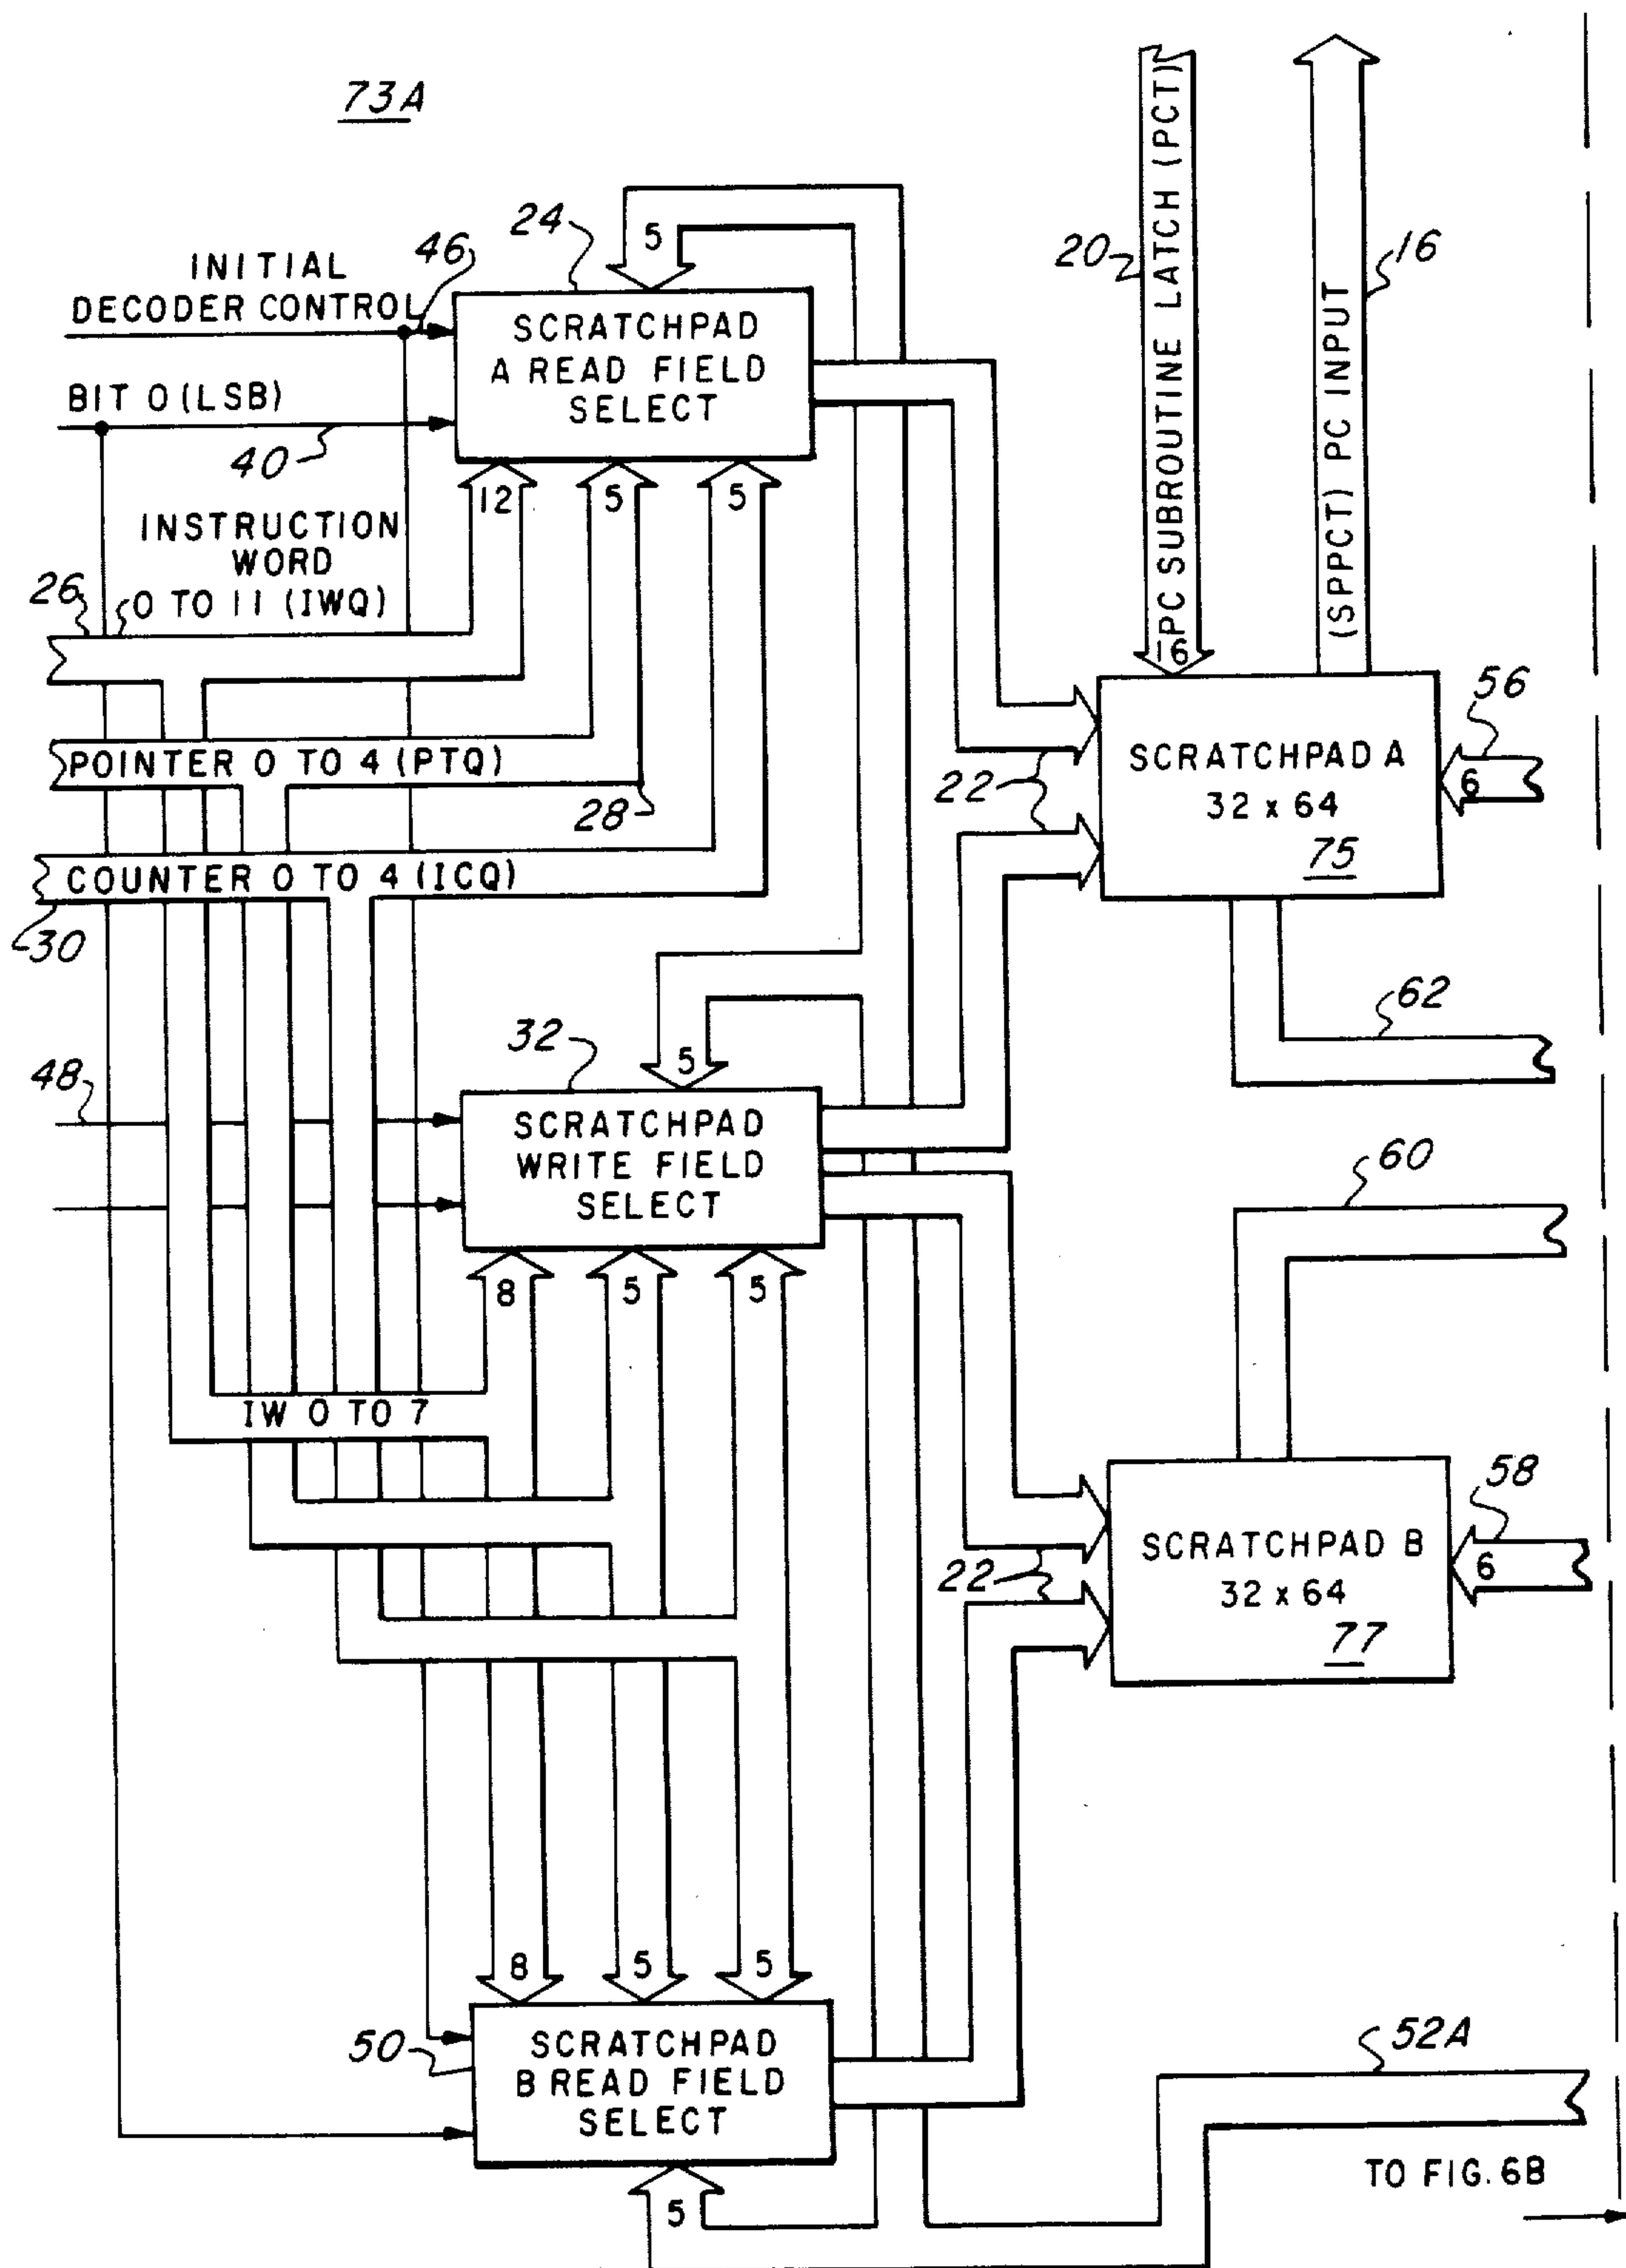 73A
24
5
20
PC SUBROUTINE LATCH (PCT)
16
(SPPCT) PC INPUT
16
INITIAL
DECODER CONTROL
46
SCRATCHPAD
A READ FIELD
SELECT
BIT 0 (LSB)
40
12
5
5
INSTRUCTION
WORD
26
0 TO 11 (IWQ)
POINTER 0 TO 4 (PTQ)
28
COUNTER 0 TO 4 (ICQ)
30
22
SCRATCHPAD A
32 x 64
75
56
6
62
32
5
48
SCRATCHPAD
WRITE FIELD
SELECT
60
8
5
5
IW 0 TO 7
22
SCRATCHPAD B
32 x 64
77
58
6
8
5
5
50
SCRATCHPAD
B READ FIELD
SELECT
5
52A
TO FIG. 6B